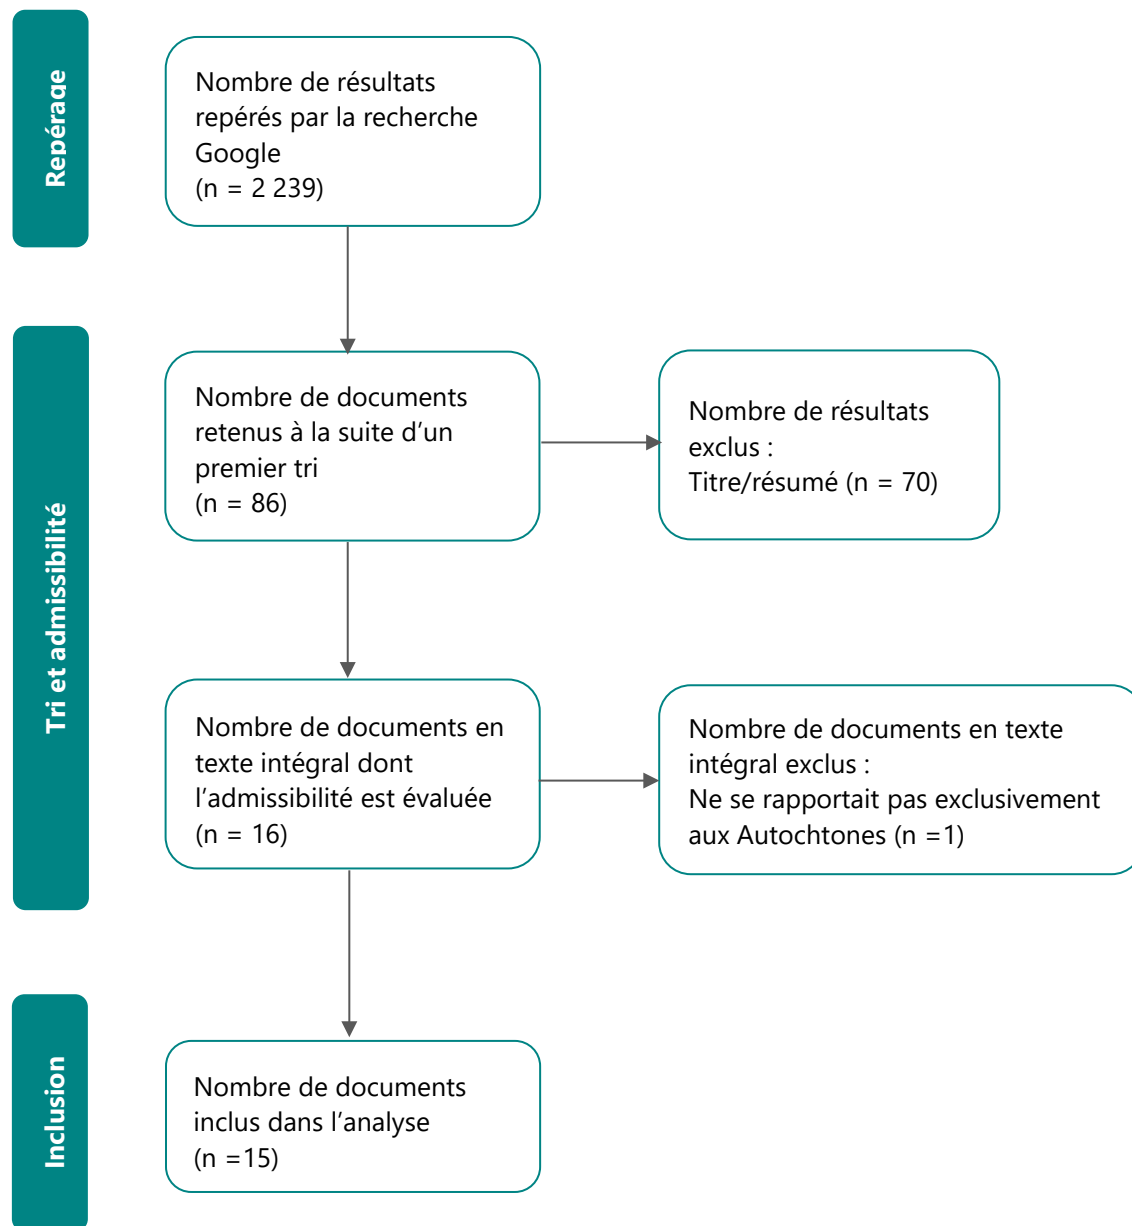 Repérage
Nombre de résultats
repérés par la recherche
Google
(n = 2 239)
Tri et admissibilité
Nombre de documents
retenus à la suite d’un
premier tri
(n = 86)
Nombre de résultats
exclus :
Titre/résumé (n = 70)
Nombre de documents en
texte intégral dont
l’admissibilité est évaluée
(n = 16)
Nombre de documents en texte
intégral exclus :
Ne se rapportait pas exclusivement
aux Autochtones (n =1)
Inclusion
Nombre de documents
inclus dans l’analyse
(n =15)